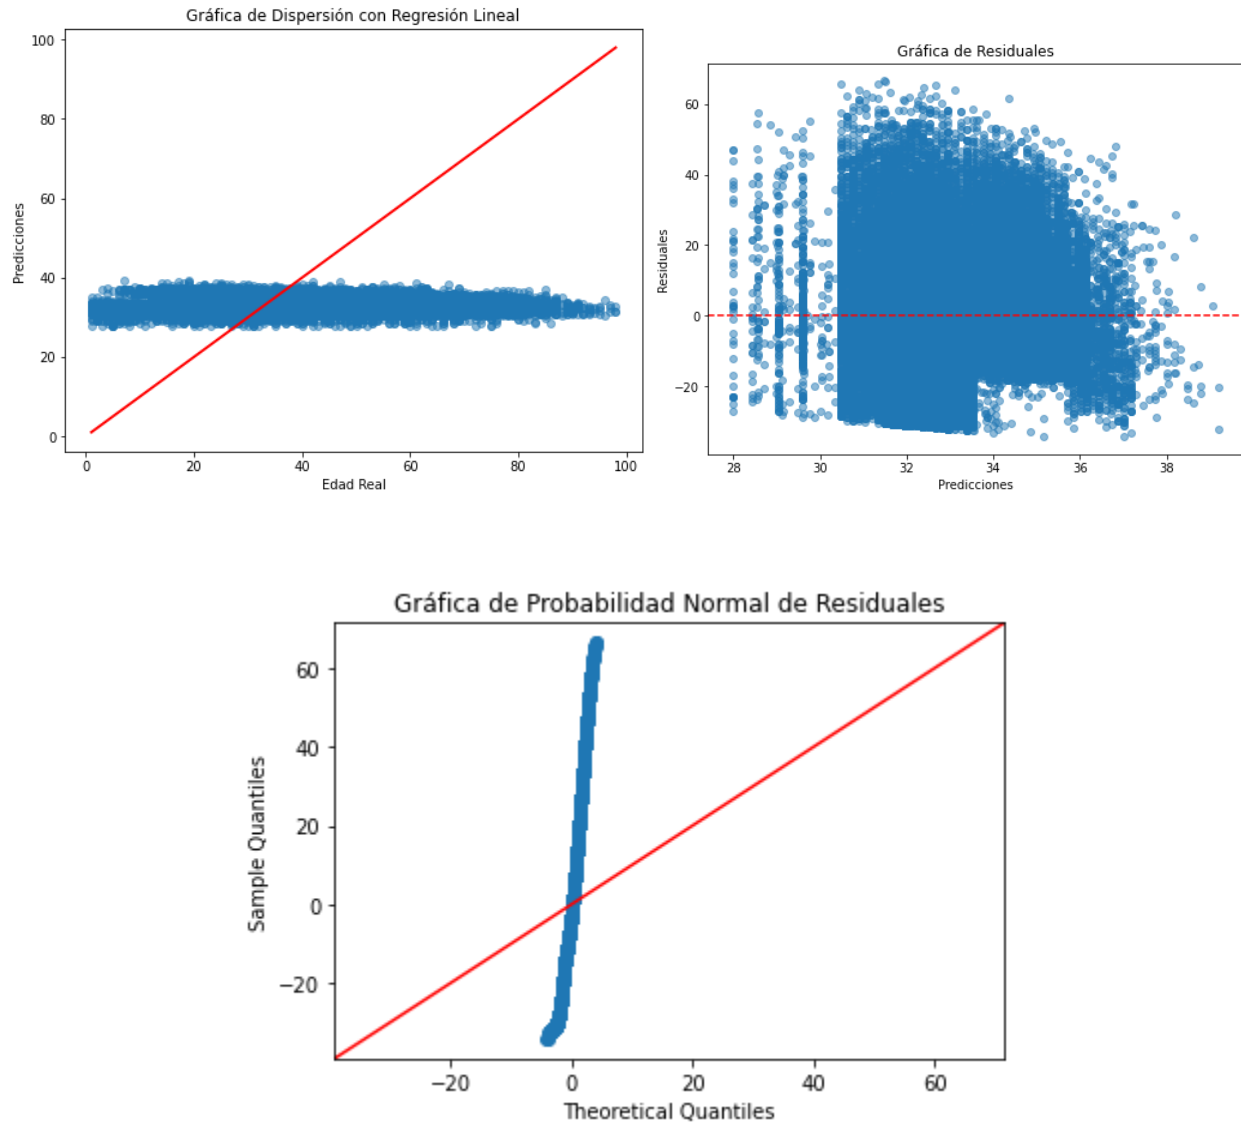 Gráfica de Dispersión con Regresión Lineal
100
80
60
40
20
0
Predicciones
0 20 40 60 80 100
Edad Real
Gráfica de Residuales
60
40
20
0
−20
Residuales
28 30 32 34 36 38
Predicciones
Gráfica de Probabilidad Normal de Residuales
60
40
20
0
−20
Sample Quantiles
−20 0 20 40 60
Theoretical Quantiles